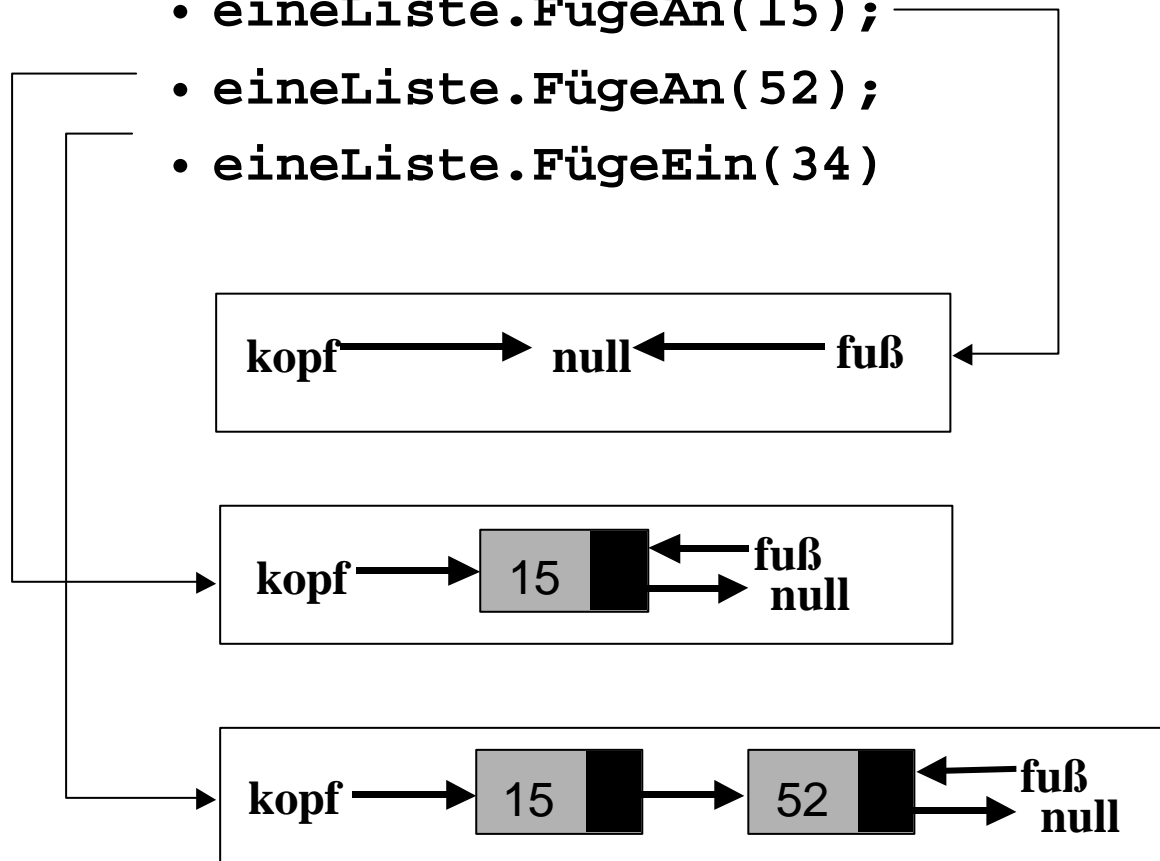 • eineListe.FügeAn(15);
• eineListe.FügeAn(52);
• eineListe.FügeEin(34)
kopf null fuß
kopf 15 fuß
null
kopf 15 52 fuß
null